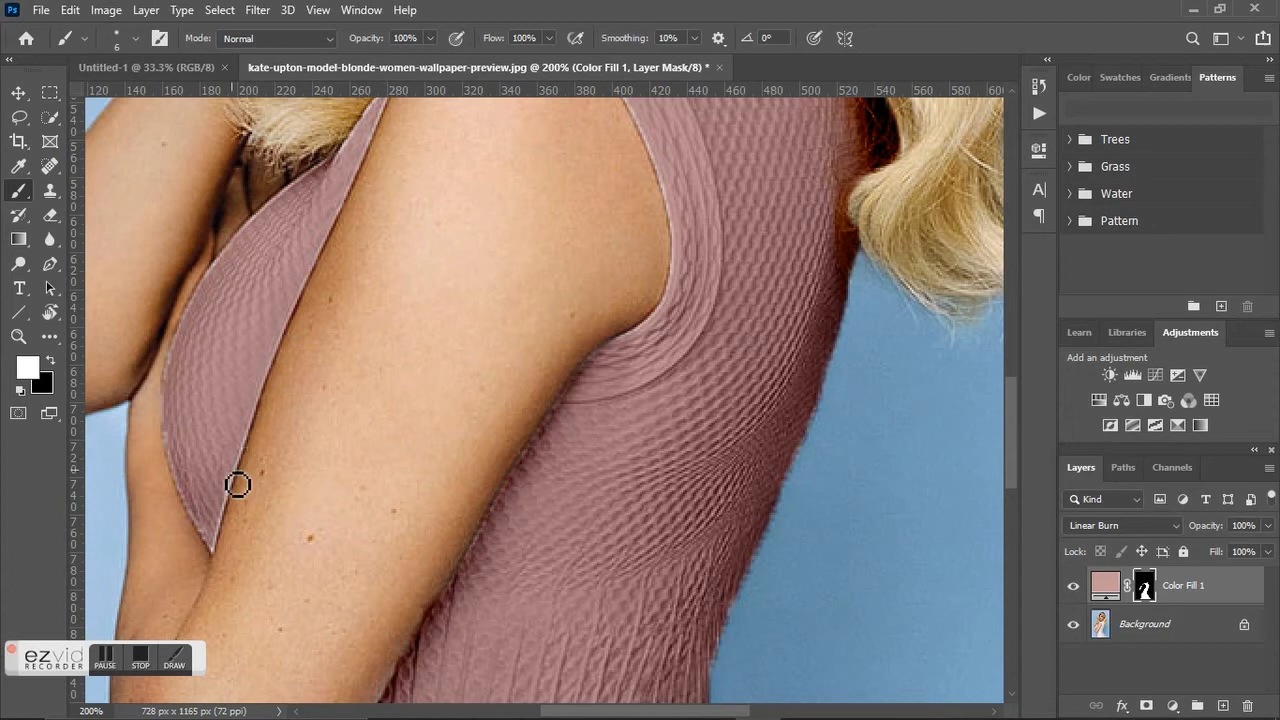 Ps File Edit Image Layer Type Select Filter 3D View Window Help
6 Mode: Normal Opacity: 100% Flow: 100% Smoothing: 10% 0°
Untitled-1 @ 33.3% (RGB/8) × kate-upton-model-blonde-women-wallpaper-preview.jpg @ 200% (Color Fill 1, Layer Mask/8) * ×
120 140 160 180 200 220 240 260 280 300 320 340 360 380 400 420 440 460 480 500 520 540 560 580
Color Swatches Gradients Patterns
Trees
Grass
Water
Pattern
Learn Libraries Adjustments
Add an adjustment
Layers Paths Channels
Kind
Linear Burn Opacity: 100%
Lock: Fill: 100%
Color Fill 1
Background
ezvid
RECORDER
PAUSE STOP DRAW
200% 728 px x 1165 px (72 ppi)